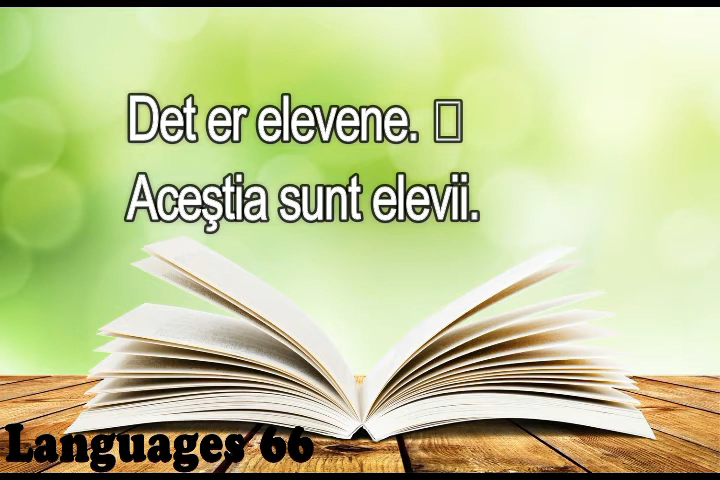 Det er elevene.
Aceştia sunt elevii.
Languages 66